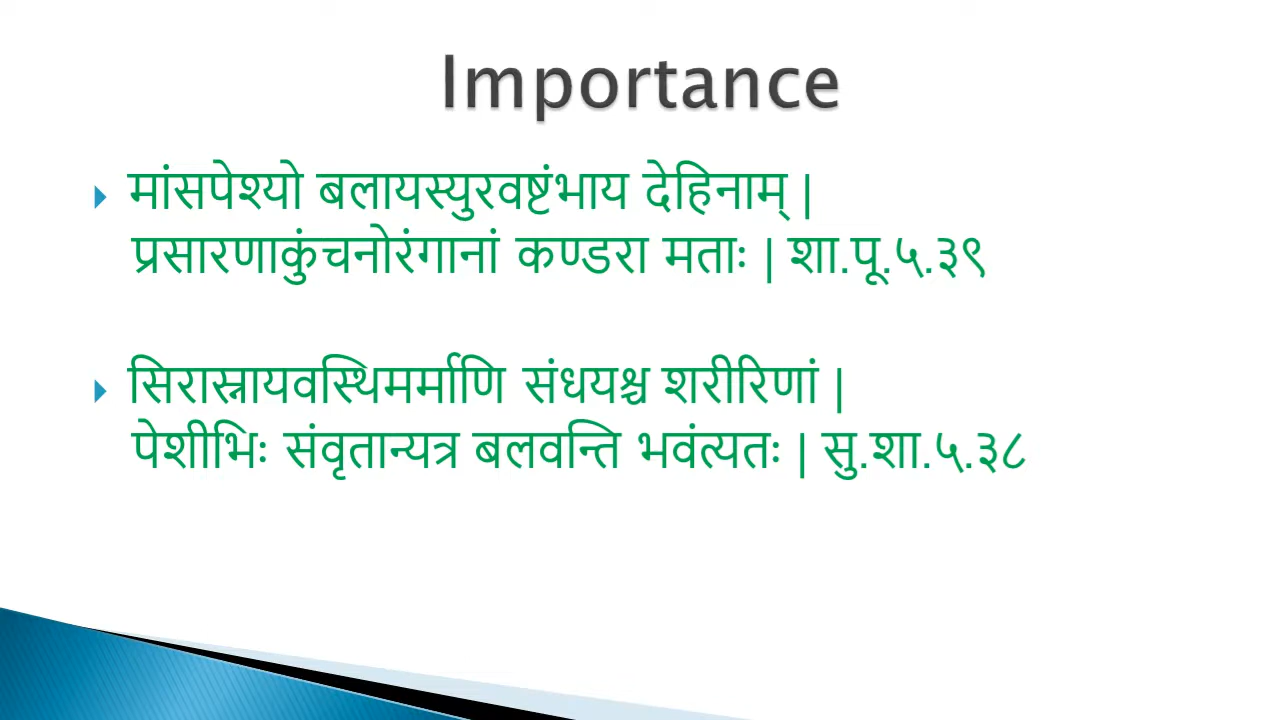 Importance
मांसपेश्यो बलायस्युरवष्टंभाय देहिनाम् |
प्रसारणाकुंचनोरंगानां कण्डरा मताः | शा.पू.५.३९
सिरास्नायवस्थिमर्माणि संधयश्च शरीरिणां |
पेशीभिः संवृतान्यत्र बलवन्ति भवंत्यतः | सु.शा.५.३८